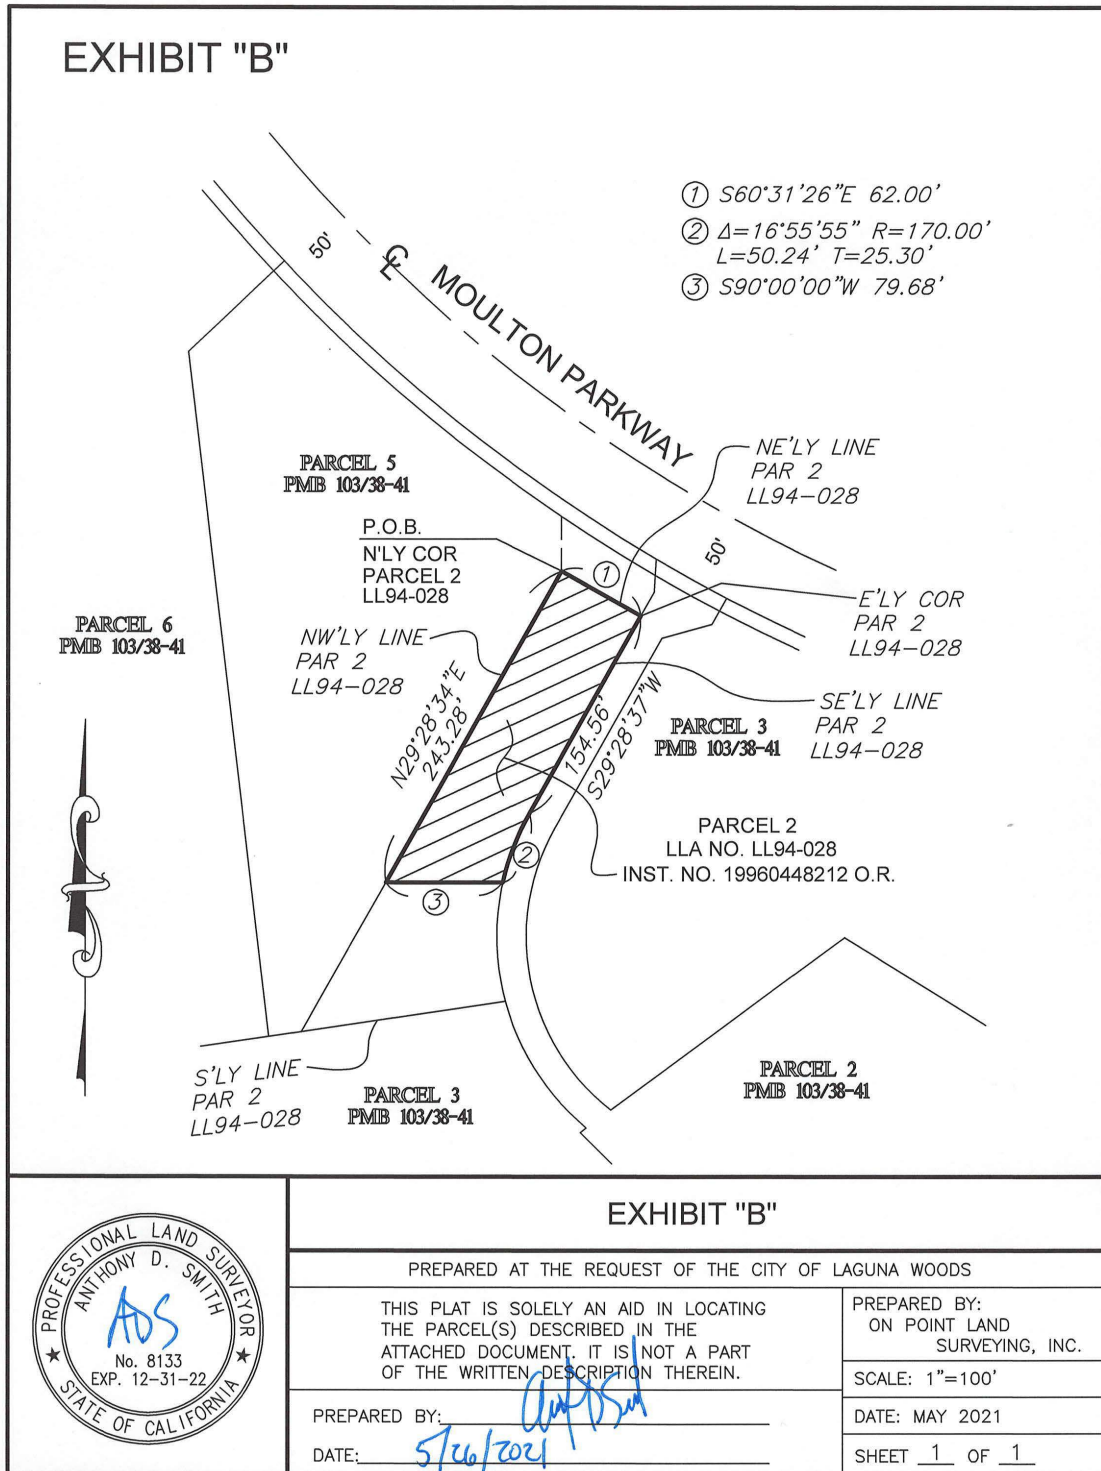 EXHIBIT "B"
① S60°31'26"E 62.00'
② Δ=16°55'55" R=170.00'
L=50.24' T=25.30'
③ S90°00'00"W 79.68'
50'
℄ MOULTON PARKWAY
50'
NE'LY LINE
PAR 2
LL94-028
PARCEL 5
PMB 103/38-41
P.O.B.
N'LY COR
PARCEL 2
LL94-028
①
E'LY COR
PAR 2
LL94-028
PARCEL 6
PMB 103/38-41
NW'LY LINE
PAR 2
LL94-028
N29°28'34"E
243.28'
154.56'
S29°28'37"W
PARCEL 3
PMB 103/38-41
SE'LY LINE
PAR 2
LL94-028
PARCEL 2
LLA NO. LL94-028
INST. NO. 19960448212 O.R.
②
③
S'LY LINE
PAR 2
LL94-028
PARCEL 3
PMB 103/38-41
PARCEL 2
PMB 103/38-41
PROFESSIONAL LAND SURVEYOR
ANTHONY D. SMITH
ADS
No. 8133
EXP. 12-31-22
STATE OF CALIFORNIA
EXHIBIT "B"
PREPARED AT THE REQUEST OF THE CITY OF LAGUNA WOODS
THIS PLAT IS SOLELY AN AID IN LOCATING
THE PARCEL(S) DESCRIBED IN THE
ATTACHED DOCUMENT. IT IS NOT A PART
OF THE WRITTEN DESCRIPTION THEREIN.
PREPARED BY:
DATE: 5/26/2021
PREPARED BY:
ON POINT LAND
SURVEYING, INC.
SCALE: 1"=100'
DATE: MAY 2021
SHEET 1 OF 1